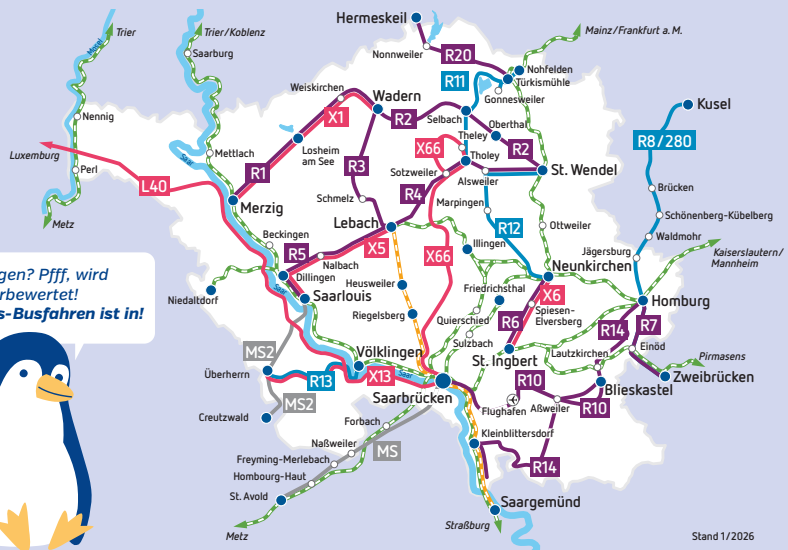 Trier
Trier/Koblenz
Hermeskeil
Mainz/Frankfurt a. M.
Mosel
Saarburg
Nonnweiler
R20
Nohfelden
R11
Türkismühle
Gonnesweiler
Weiskirchen
Wadern
Kusel
Nennig
X1
R2
Selbach
Oberthal
Theley
R8/280
Luxemburg
Mettlach
Saar
Losheim
am See
X66
Tholey
R2
Perl
R1
R3
Sotzweiler
St. Wendel
L40
R4
Alsweiler
Brücken
Merzig
Schmelz
Marpingen
Metz
Lebach
R12
Schönenberg-Kübelberg
Ottweiler
Beckingen
R5
X5
Illingen
Waldmohr
Nalbach
X66
Jägersburg
Kaiserslautern/
Mannheim
gen? Pfff, wird
rbewertet!
s-Busfahren ist in!
Dillingen
Neunkirchen
Niedaltdorf
Saar
Saarlouis
Heusweiler
Friedrichsthal
X6
Homburg
Riegelsberg
Quierschied
R6
Spiesen-
Elversberg
R14
R7
Sulzbach
MS2
Völklingen
St. Ingbert
Lautzkirchen
Einöd
Pirmasens
Überherrn
R13
X13
Saar
R10
Zweibrücken
Saarbrücken
Blieskastel
MS2
Flughafen
Aßweiler
R10
Creutzwald
Forbach
Kleinblittersdorf
Naßweiler
MS
R14
Freyming-Merlebach
Hombourg-Haut
St. Avold
Saargemünd
Metz
Straßburg
Stand 1/2026